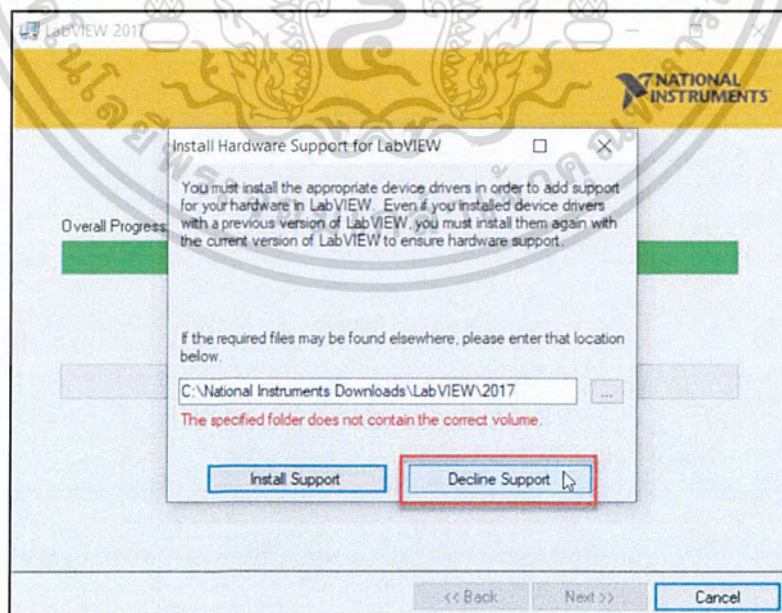 LabVIEW 2017
NATIONAL
INSTRUMENTS
Install Hardware Support for LabVIEW
You must install the appropriate device drivers in order to add support
for your hardware in LabVIEW. Even if you installed device drivers
with a previous version of LabVIEW, you must install them again with
the current version of LabVIEW to ensure hardware support.
Overall Progress:
If the required files may be found elsewhere, please enter that location
below.
C:\National Instruments Downloads\LabVIEW\2017
...
The specified folder does not contain the correct volume.
Install Support
Decline Support
<< Back
Next >>
Cancel